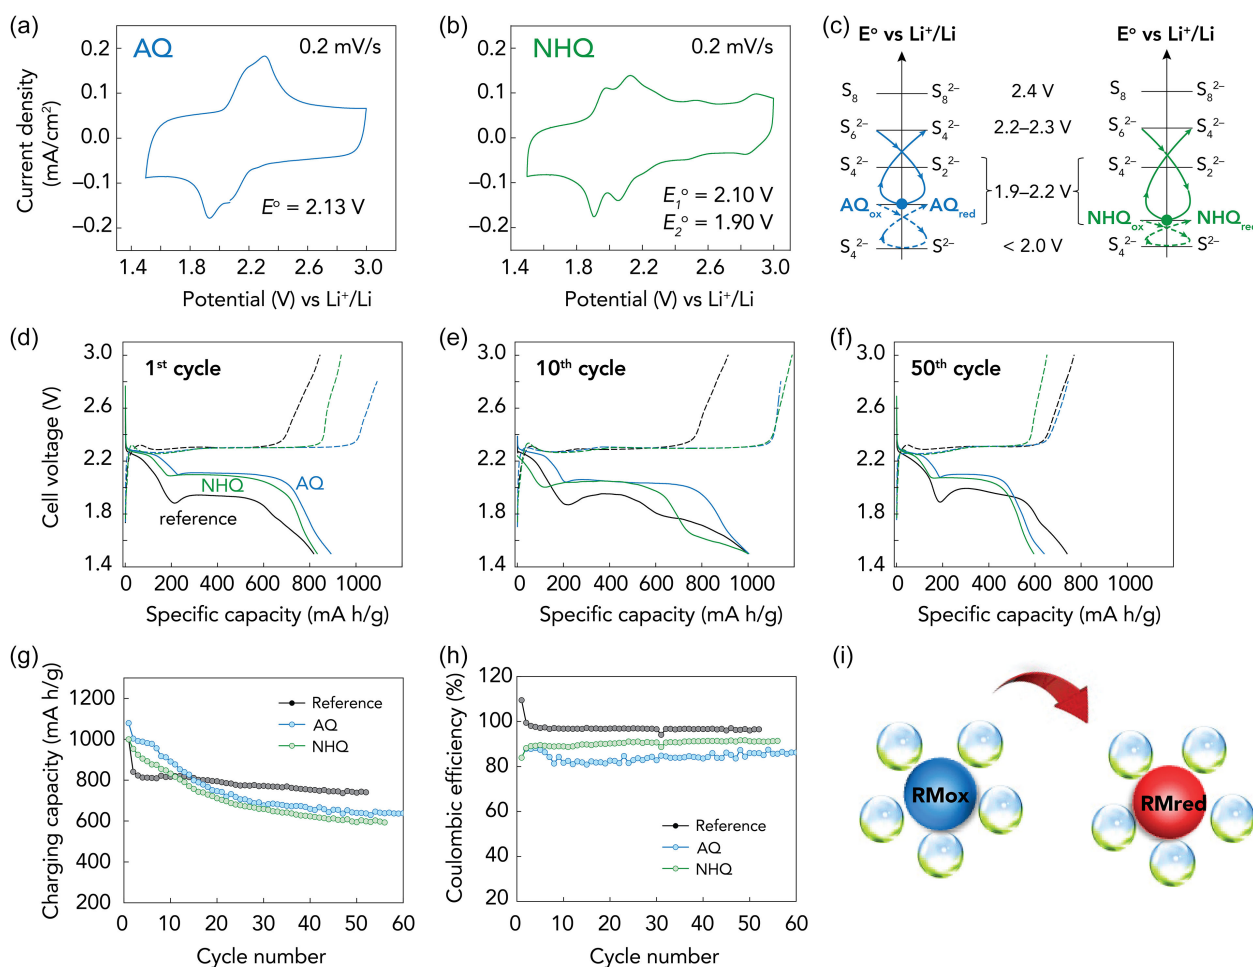 (a)
AQ
0.2 mV/s
0.2
0.1
0.0
–0.1
–0.2
Current density
(mA/cm²)
E° = 2.13 V
1.4
1.8
2.2
2.6
3.0
Potential (V) vs Li⁺/Li
(b)
NHQ
0.2 mV/s
0.2
0.1
0.0
–0.1
–0.2
E₁° = 2.10 V
E₂° = 1.90 V
1.4
1.8
2.2
2.6
3.0
Potential (V) vs Li⁺/Li
(c)
E° vs Li⁺/Li
E° vs Li⁺/Li
S₈ S₈²⁻ 2.4 V S₈ S₈²⁻
S₆²⁻ S₄²⁻ 2.2–2.3 V S₆²⁻ S₄²⁻
S₄²⁻ S₂²⁻ S₄²⁻ S₂²⁻
1.9–2.2 V
AQox AQred
NHQox NHQred
S₄²⁻ S²⁻ < 2.0 V S₄²⁻ S²⁻
(d)
1st cycle
3.0
2.6
2.2
1.8
1.4
Cell voltage (V)
NHQ
AQ
reference
0 200 400 600 800 1000
Specific capacity (mA h/g)
(e)
10th cycle
3.0
2.6
2.2
1.8
1.4
0 200 400 600 800 1000
Specific capacity (mA h/g)
(f)
50th cycle
3.0
2.6
2.2
1.8
1.4
0 200 400 600 800 1000
Specific capacity (mA h/g)
(g)
Charging capacity (mA h/g)
1200
1000
800
600
400
200
Reference
AQ
NHQ
0 10 20 30 40 50 60
Cycle number
(h)
Coulombic efficiency (%)
120
100
80
60
40
20
Reference
AQ
NHQ
0 10 20 30 40 50 60
Cycle number
(i)
RMox
RMred